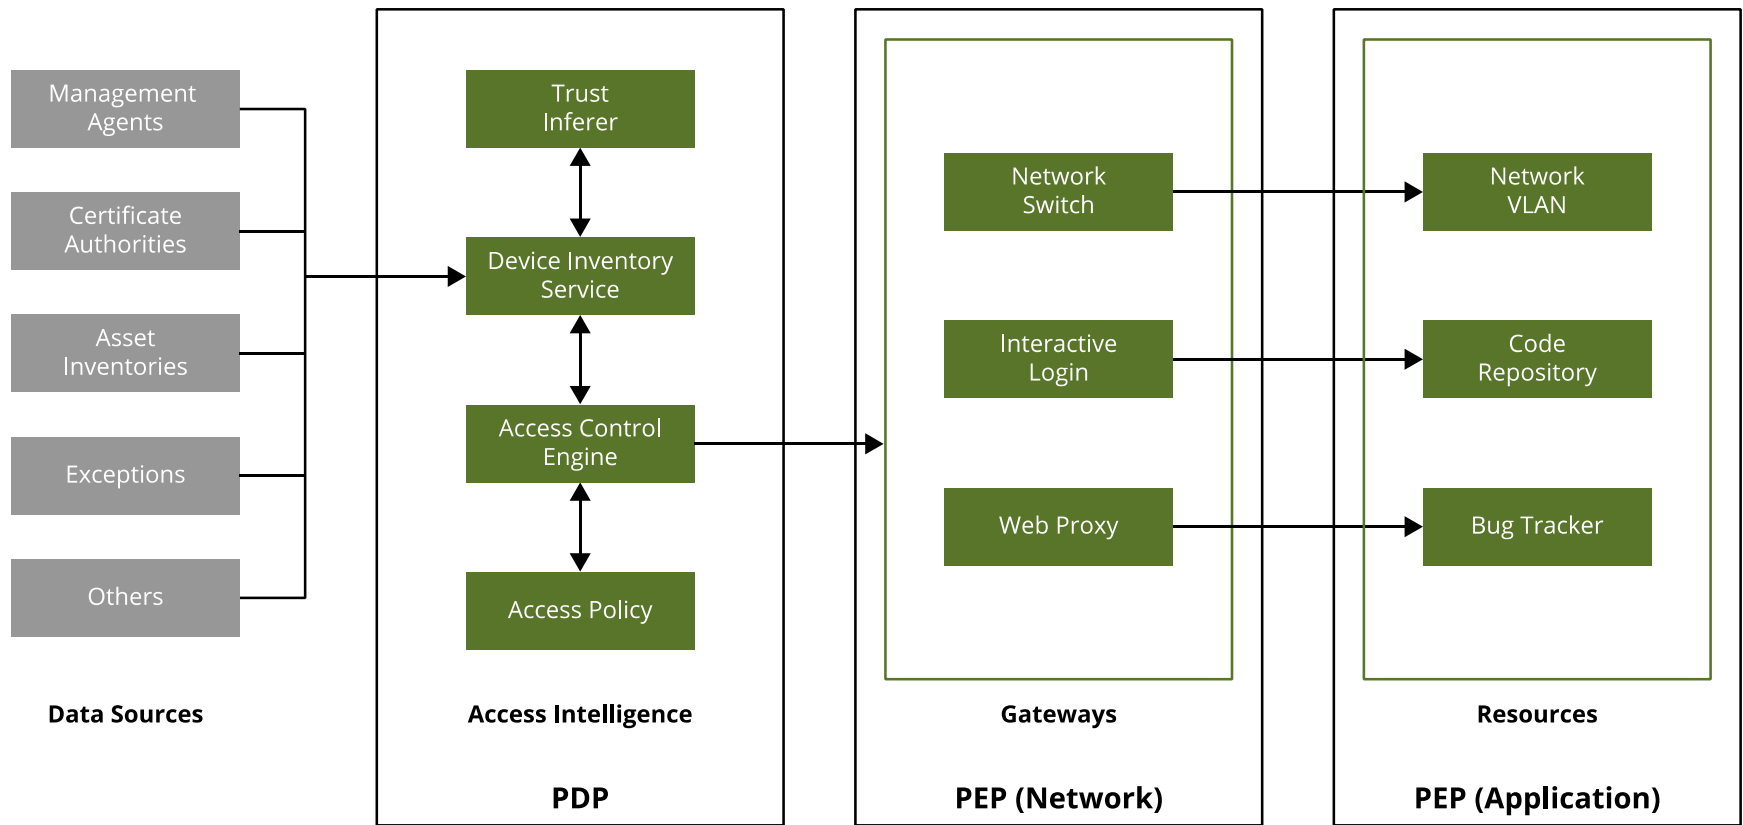 Management
Agents
Certificate
Authorities
Asset
Inventories
Exceptions
Others
Data Sources
Trust
Inferer
Device Inventory
Service
Access Control
Engine
Access Policy
Access Intelligence
PDP
Network
Switch
Interactive
Login
Web Proxy
Gateways
PEP (Network)
Network
VLAN
Code
Repository
Bug Tracker
Resources
PEP (Application)